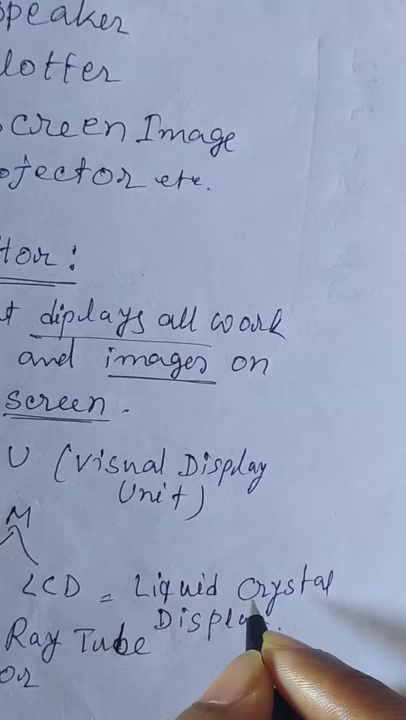 peaker
lotter
creen Image
ojector etc.
tor:
t diplays all work
and images on
screen.
U (Visual Display
Unit)
M
LCD = Liquid Crystal
Display.
Ray Tube
or